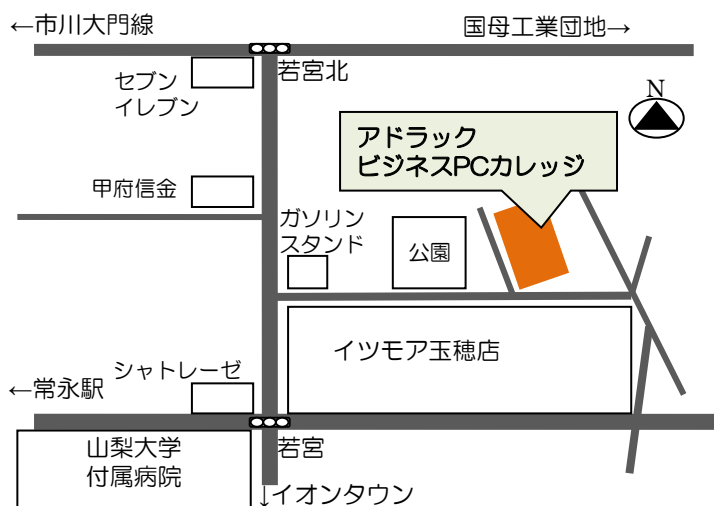 ←市川大門線
国母工業団地→
若宮北
セブン
イレブン
N
アドラック
ビジネスPCカレッジ
甲府信金
ガソリン
スタンド
公園
イツモア玉穂店
シャトレーゼ
←常永駅
若宮
山梨大学
付属病院
↓イオンタウン